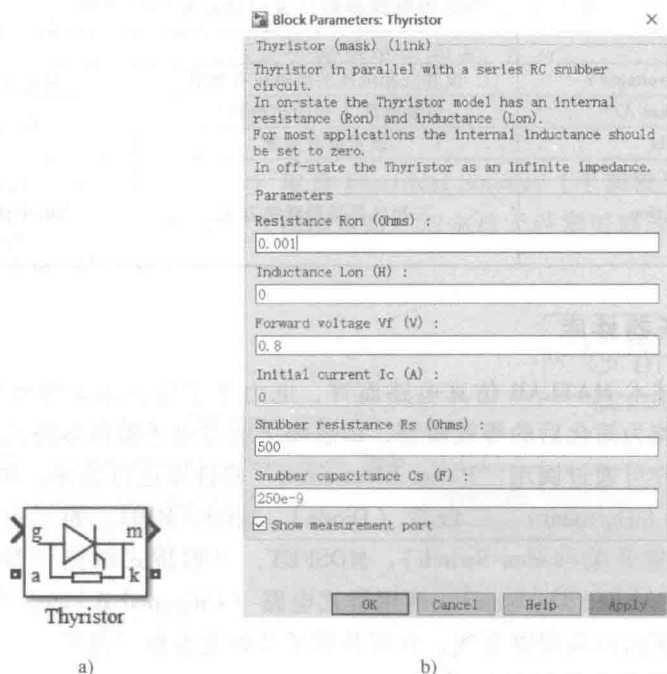 Block Parameters: Thyristor
Thyristor (mask) (link)
Thyristor in parallel with a series RC snubber
circuit.
In on-state the Thyristor model has an internal
resistance (Ron) and inductance (Lon).
For most applications the internal inductance should
be set to zero.
In off-state the Thyristor as an infinite impedance.
Parameters
Resistance Ron (Ohms) :
0.001
Inductance Lon (H) :
0
Forward voltage Vf (V) :
0.8
Initial current Ic (A) :
0
Snubber resistance Rs (Ohms) :
500
Snubber capacitance Cs (F) :
250e-9
Show measurement port
OK Cancel Help Apply
g m
a k
Thyristor
a) b)